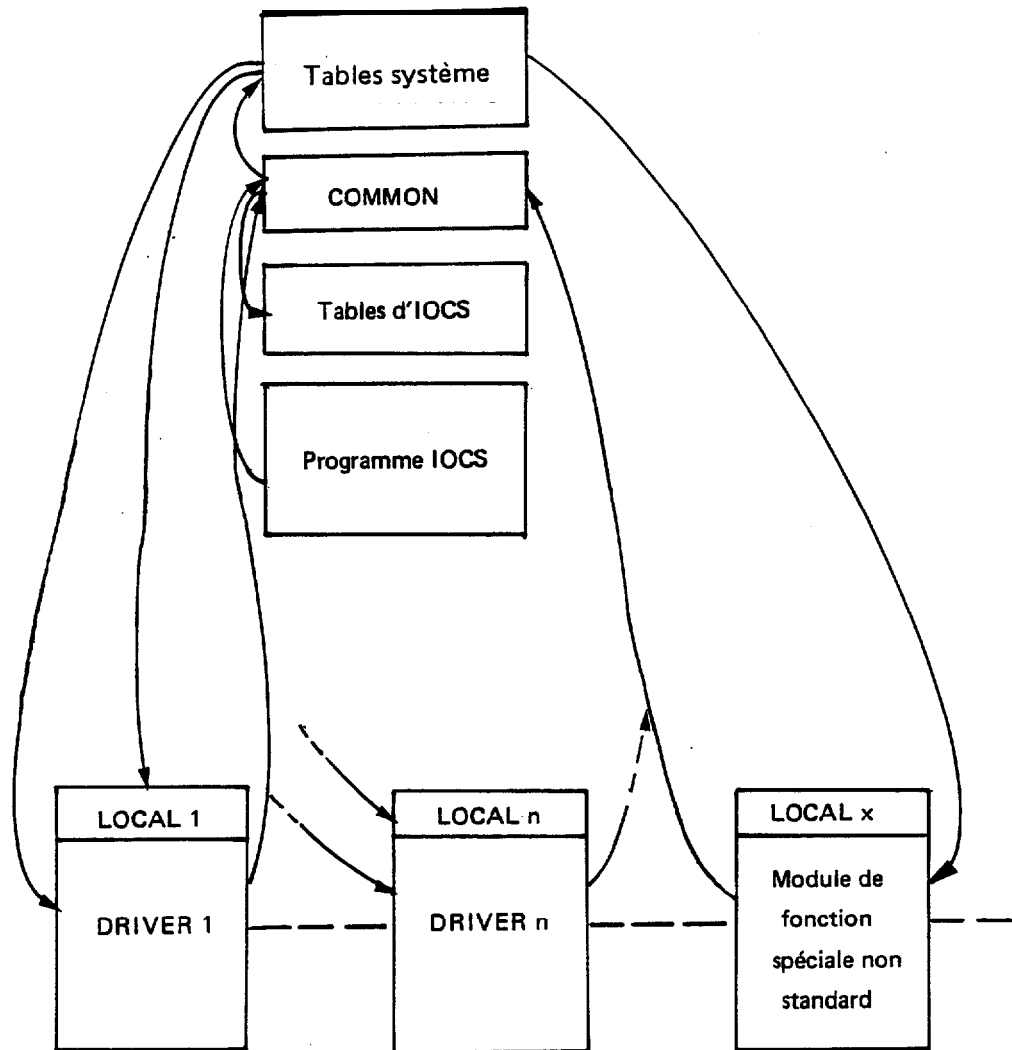 Tables système
COMMON
Tables d'IOCS
Programme IOCS
LOCAL 1
DRIVER 1
LOCAL n
DRIVER n
LOCAL x
Module de
fonction
spéciale non
standard